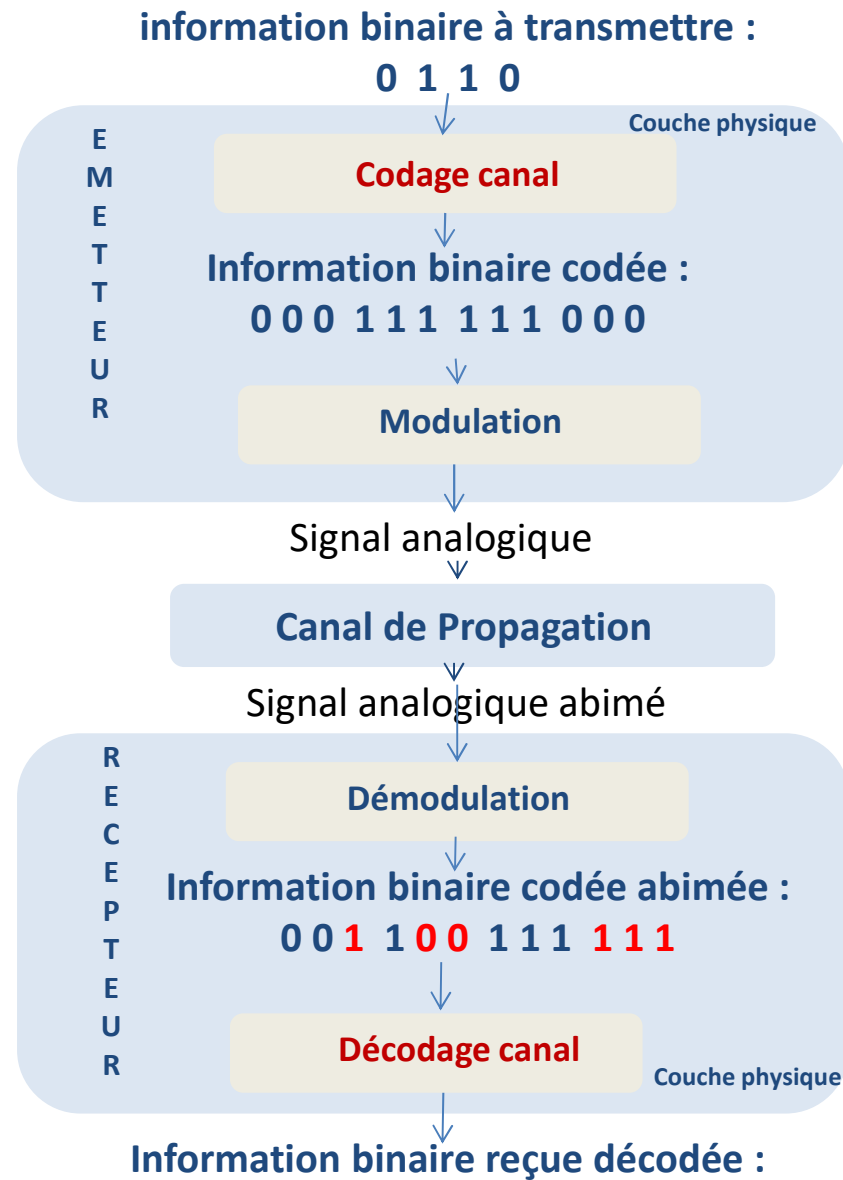 information binaire à transmettre :
0 1 1 0
Couche physique
E
M
E
T
T
E
U
R
Codage canal
Information binaire codée :
0 0 0 1 1 1 1 1 1 0 0 0
Modulation
Signal analogique
Canal de Propagation
Signal analogique abimé
R
E
C
E
P
T
E
U
R
Démodulation
Information binaire codée abimée :
0 0 1 1 0 0 1 1 1 1 1 1
Décodage canal
Couche physique
Information binaire reçue décodée :